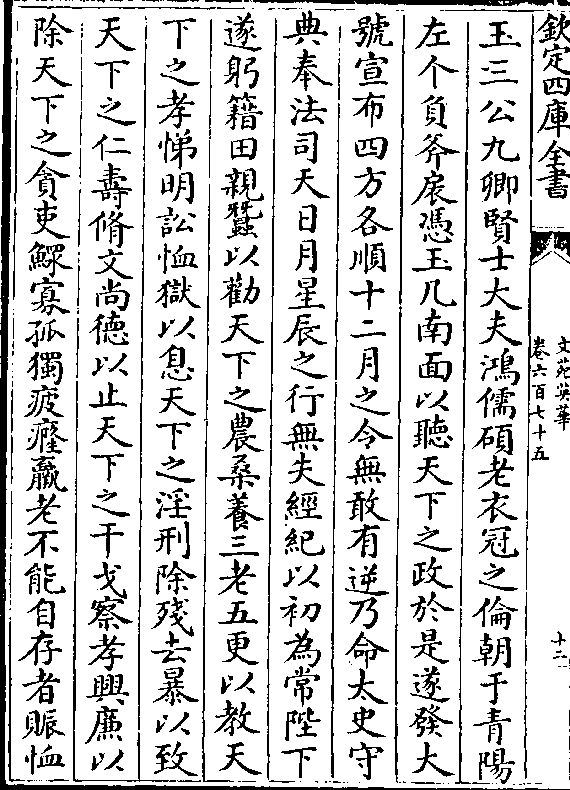 欽定四庫全書
文苑英華
卷六百七十五
十二
玉三公九卿賢士大夫鴻儒碩老衣冠之倫朝于青陽
左个負斧扆憑玉几南面以聽天下之政於是遂發大
號宣布四方各順十二月之令無敢有逆乃命太史守
典奉法司天日月星辰之行無失經紀以初為常陛下
遂躬籍田親蠶以勸天下之農桑養三老五更以教天
下之孝悌明訟恤獄以息天下之淫刑除殘去暴以致
天下之仁壽脩文尚德以止天下之干戈察孝興廉以
除天下之貪吏鰥寡孤獨疲癃羸老不能自存者賑恤